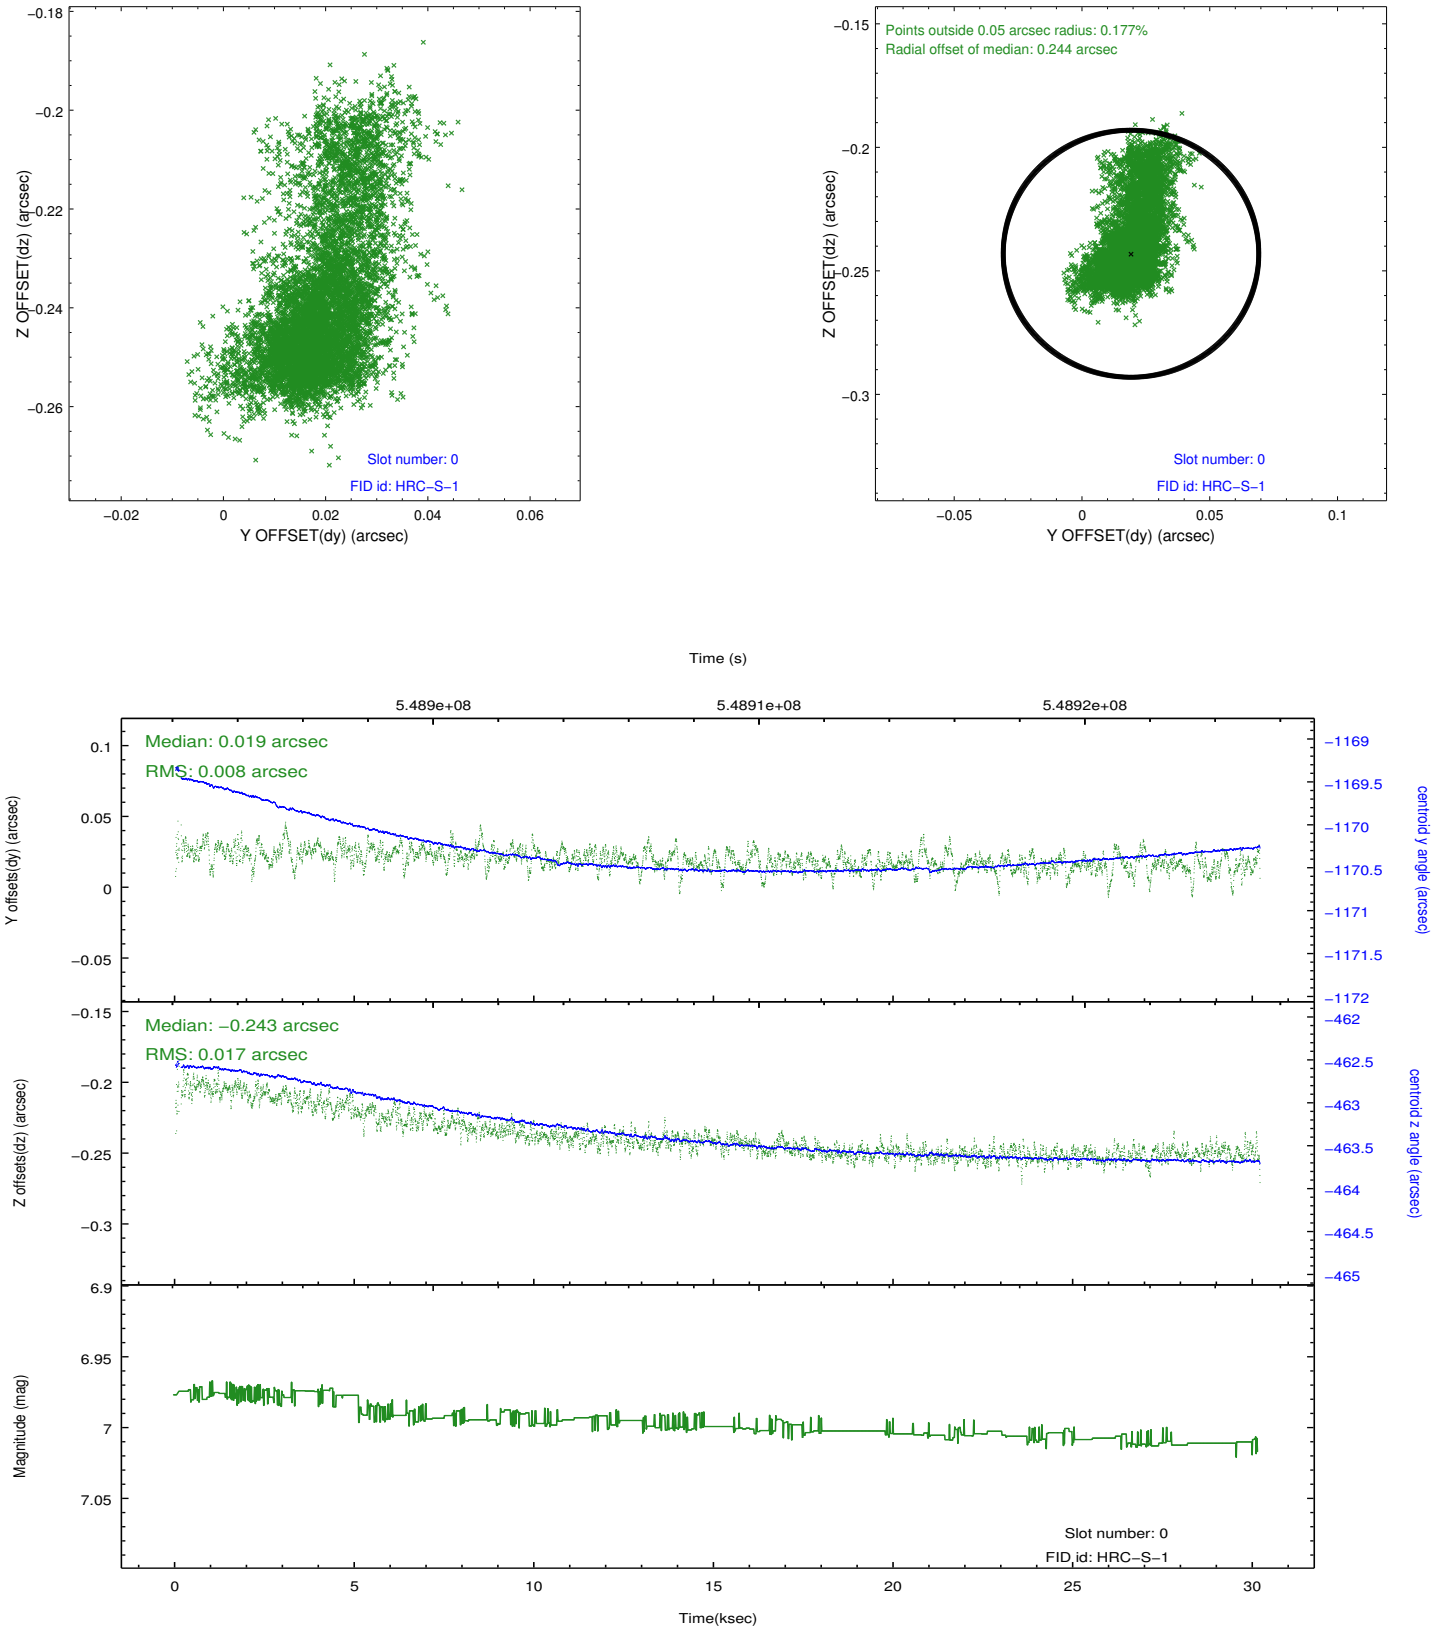 −0.18
−0.2
−0.22
−0.24
−0.26
Z OFFSET(dz) (arcsec)
Slot number: 0
FID id: HRC−S−1
−0.02
0
0.02
0.04
0.06
Y OFFSET(dy) (arcsec)
Points outside 0.05 arcsec radius: 0.177%
Radial offset of median: 0.244 arcsec
−0.15
−0.2
−0.25
−0.3
Z OFFSET(dz) (arcsec)
Slot number: 0
FID id: HRC−S−1
−0.05
0
0.05
0.1
Y OFFSET(dy) (arcsec)
Time (s)
5.489e+08
5.4891e+08
5.4892e+08
Median: 0.019 arcsec
RMS: 0.008 arcsec
0.1
0.05
0
−0.05
Y offsets(dy) (arcsec)
−1169
−1169.5
−1170
−1170.5
−1171
−1171.5
−1172
centroid y angle (arcsec)
Median: −0.243 arcsec
RMS: 0.017 arcsec
−0.15
−0.2
−0.25
−0.3
Z offsets(dz) (arcsec)
−462
−462.5
−463
−463.5
−464
−464.5
−465
centroid z angle (arcsec)
6.9
6.95
7
7.05
Magnitude (mag)
Slot number: 0
FID id: HRC−S−1
0
5
10
15
20
25
30
Time(ksec)